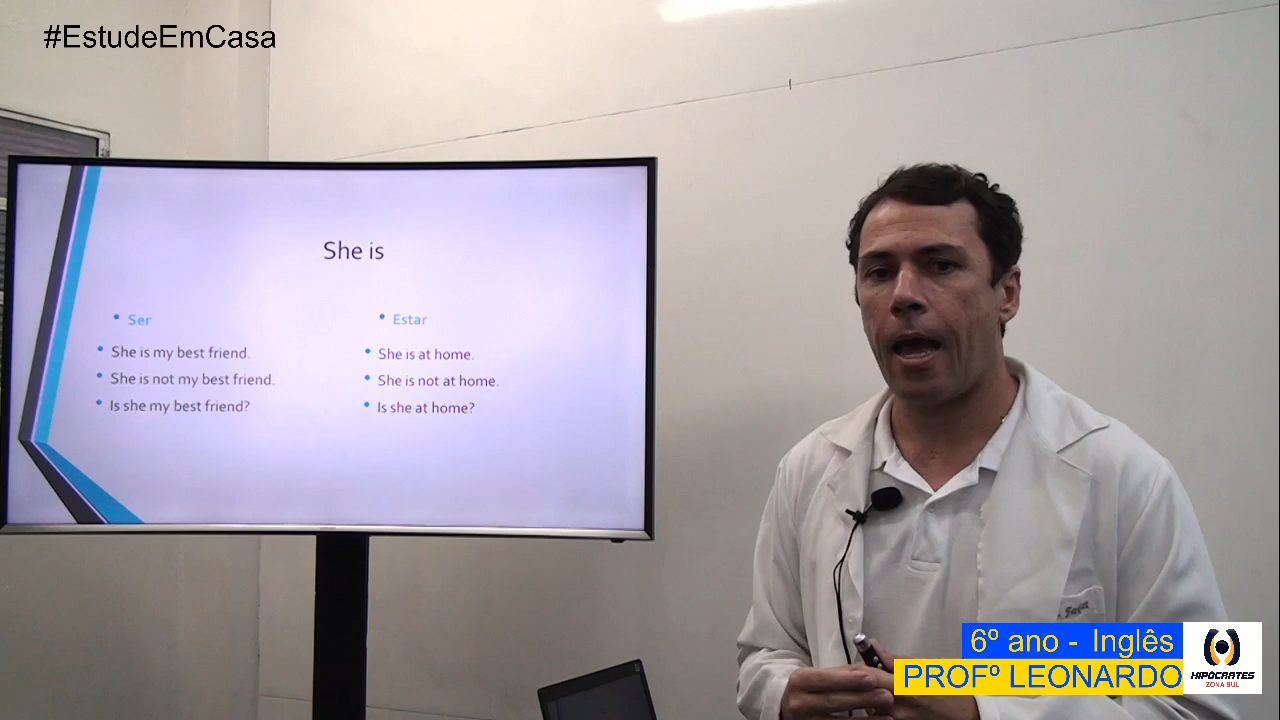 #EstudeEmCasa
She is
Ser
She is my best friend.
She is not my best friend.
Is she my best friend?
Estar
She is at home.
She is not at home.
Is she at home?
6º ano - Inglês
PROFº LEONARDO
HIPÓCRATES
ZONA SUL